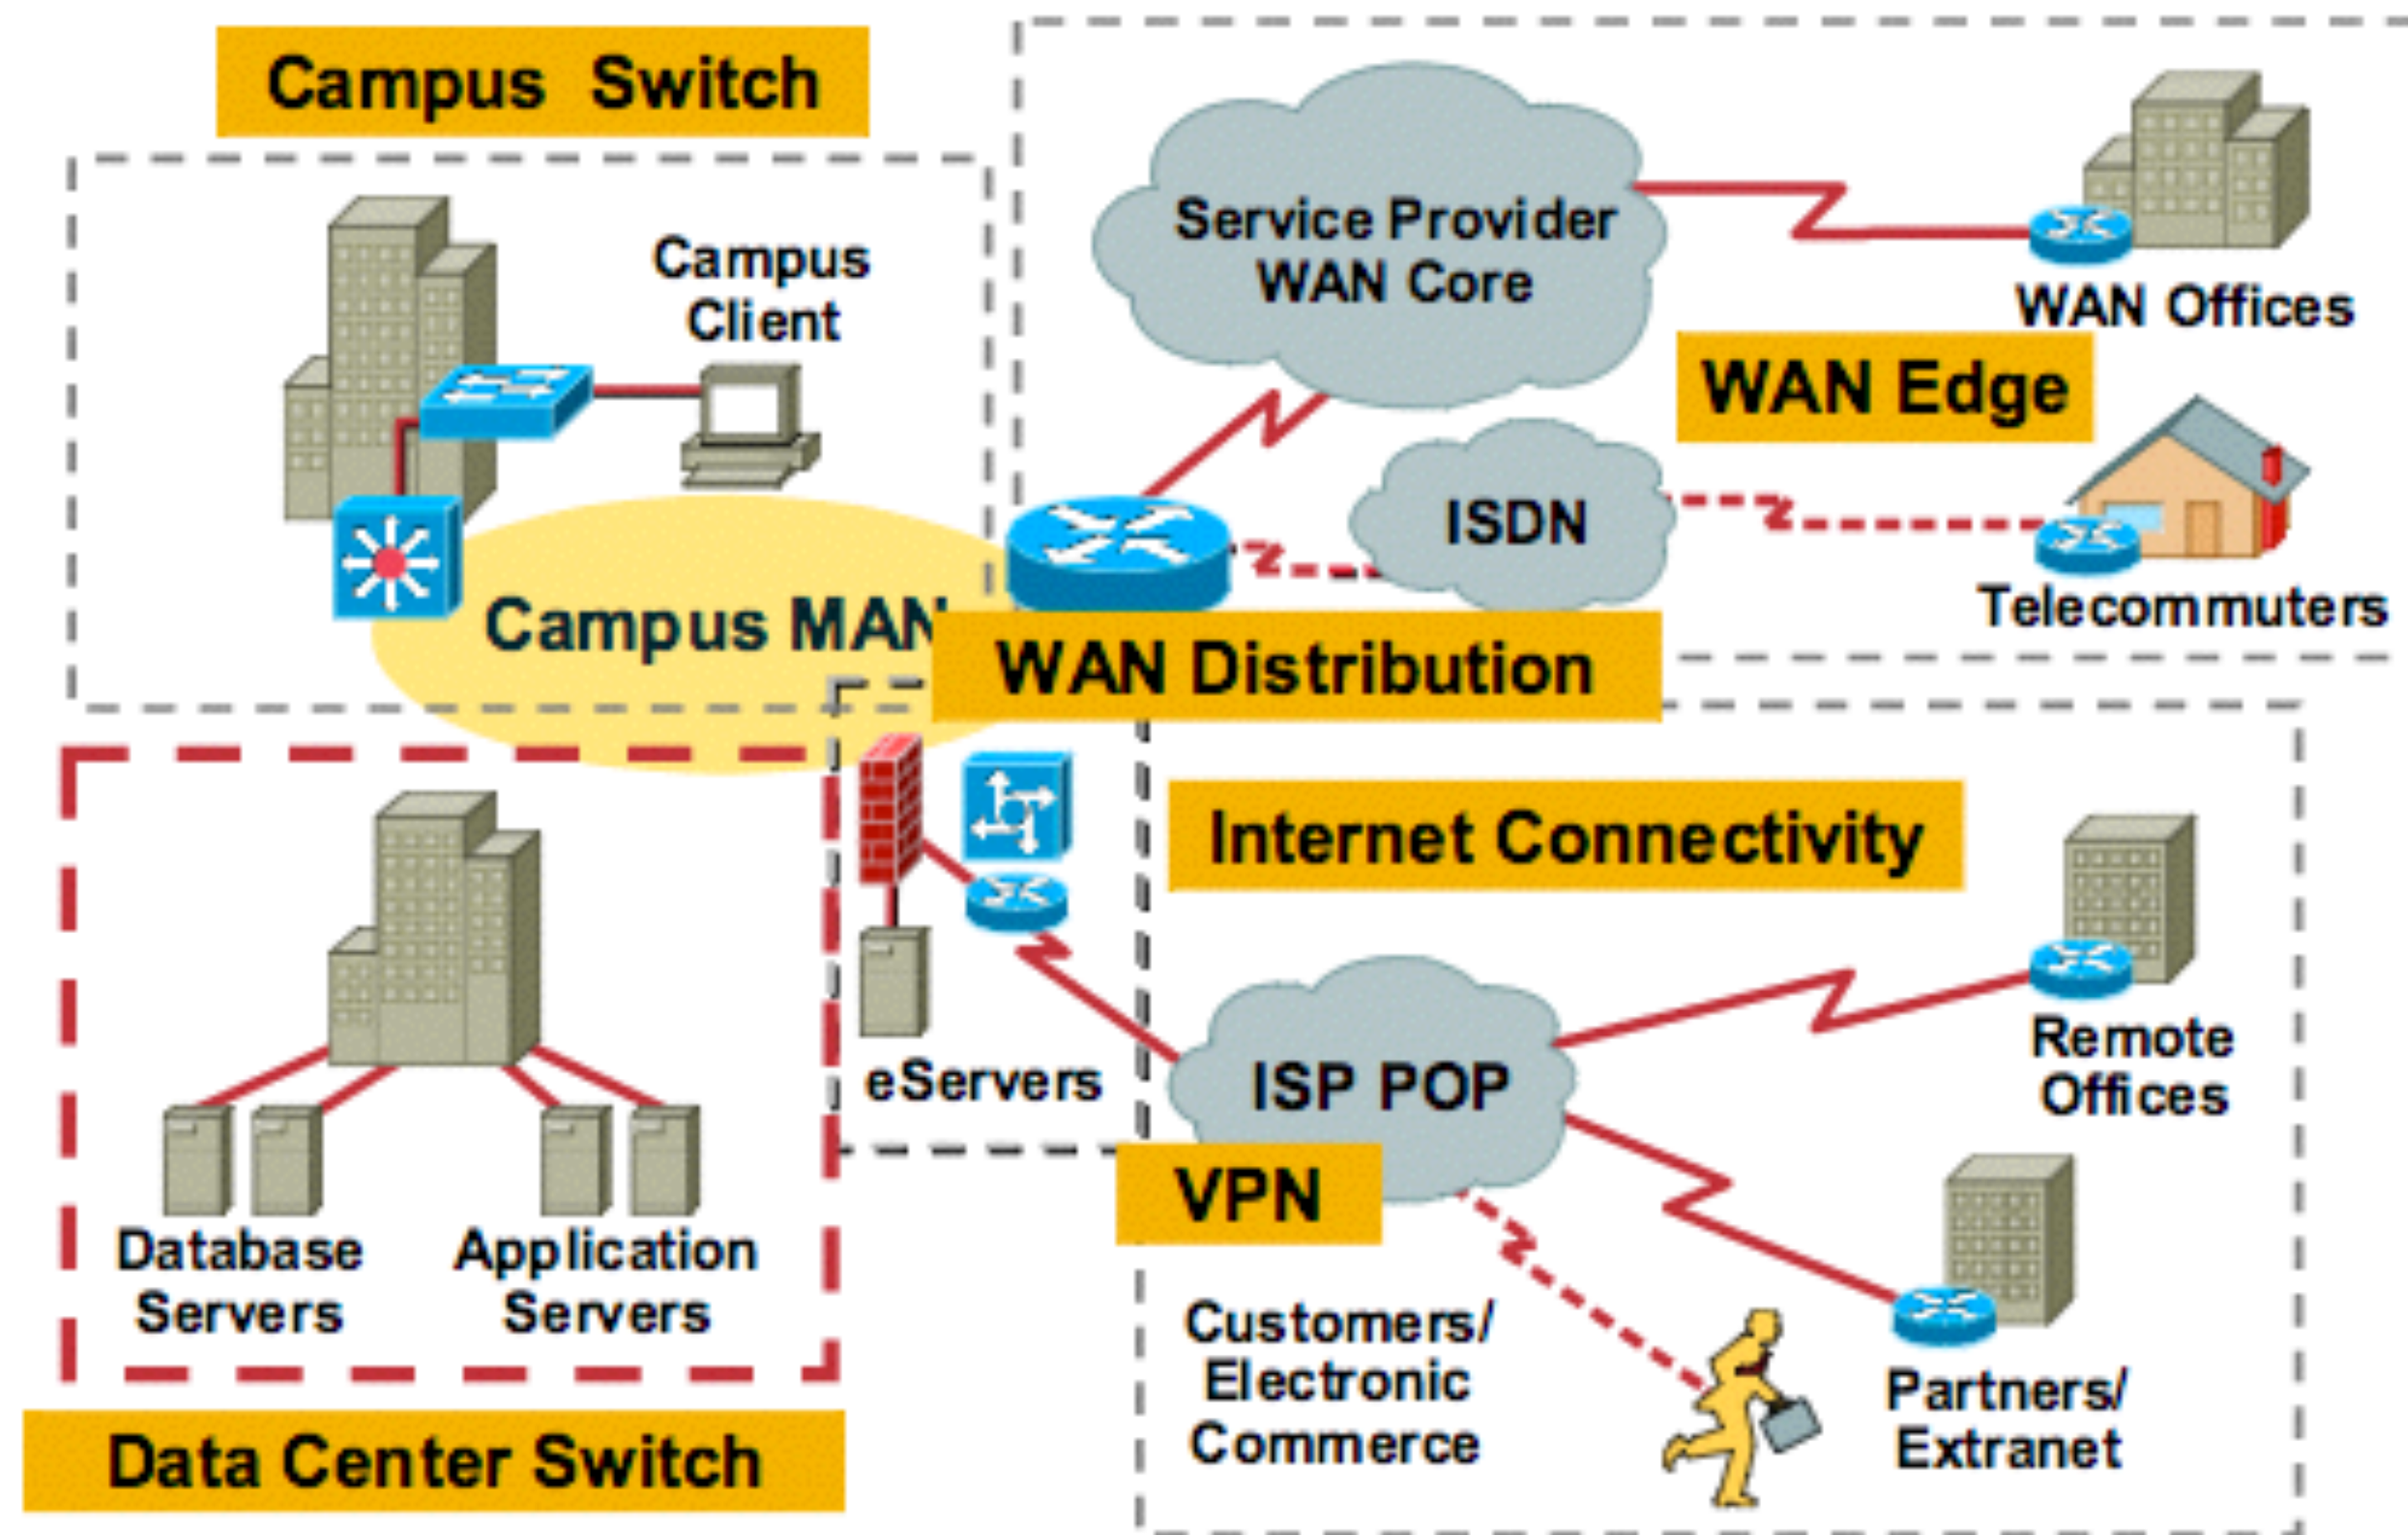 Campus Switch
Campus
Client
Campus MAN
Service Provider
WAN Core
WAN Offices
WAN Edge
ISDN
Telecommuters
WAN Distribution
Internet Connectivity
eServers
ISP POP
Remote
Offices
VPN
Database
Servers
Application
Servers
Customers/
Electronic
Commerce
Partners/
Extranet
Data Center Switch